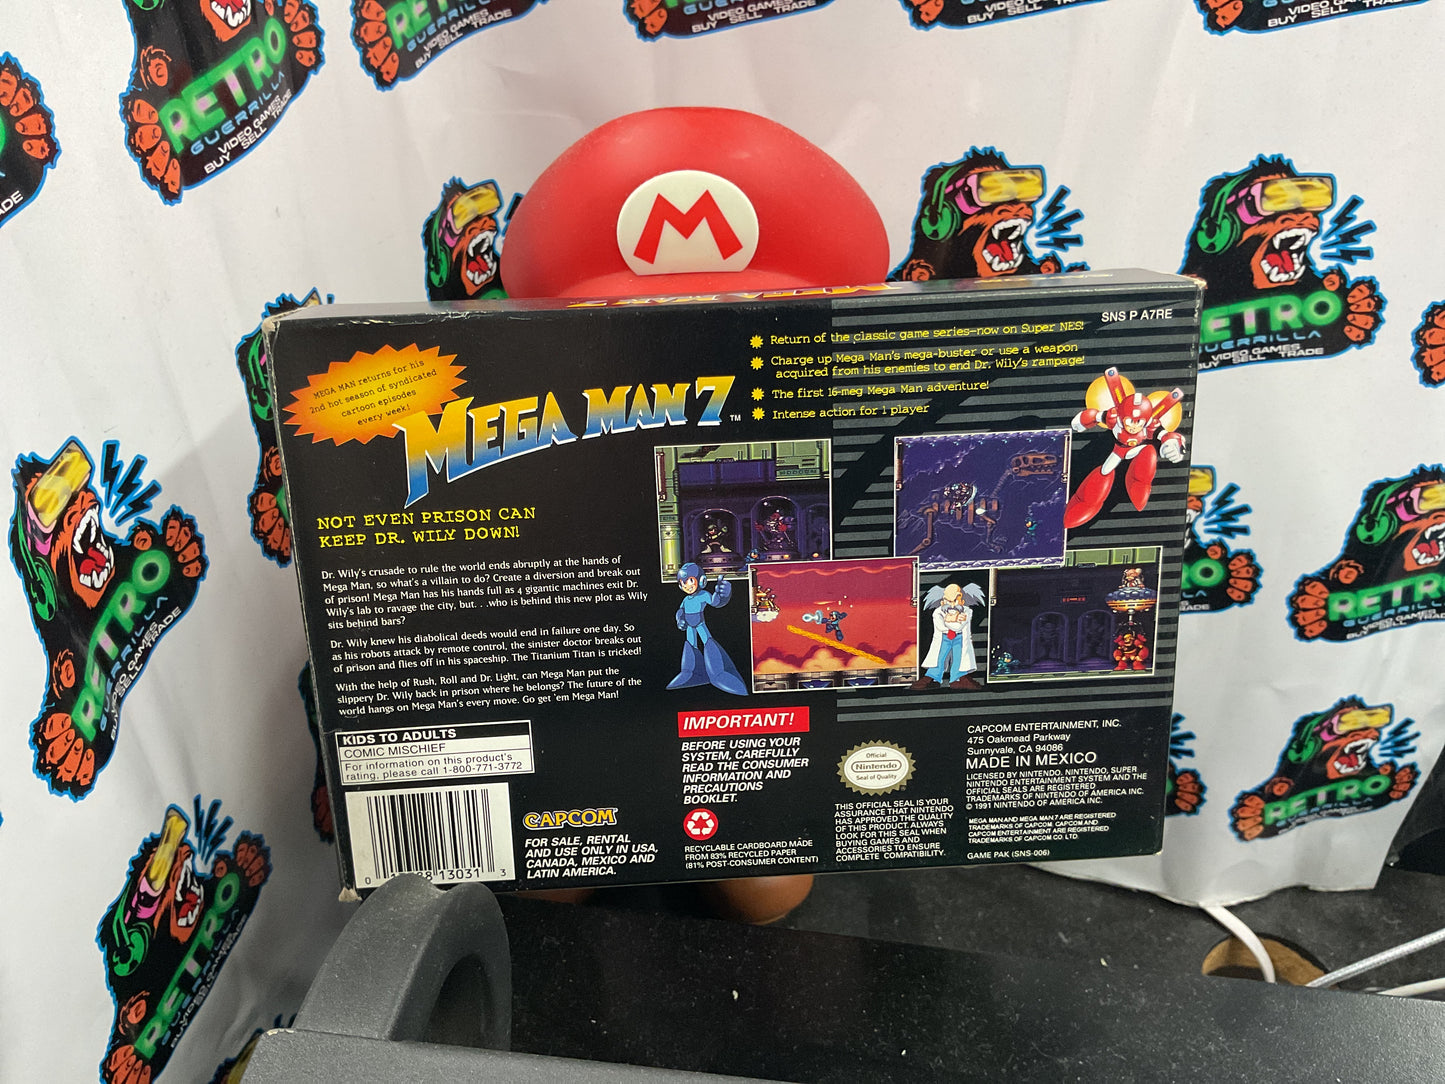 RETRO
GUERRILLA
VIDEO GAMES
BUY SELL TRADE
M
MEGA MAN 7
SNS P A7RE
MEGA MAN returns for his
2nd hot season of syndicated
cartoon episodes
every week!
MEGA MAN 7 ™
Return of the classic game series—now on Super NES!
Charge up Mega Man's mega-buster or use a weapon
acquired from his enemies to end Dr. Wily's rampage!
The first 16-meg Mega Man adventure!
Intense action for 1 player
NOT EVEN PRISON CAN
KEEP DR. WILY DOWN!
Dr. Wily's crusade to rule the world ends abruptly at the hands of
Mega Man, so what's a villain to do? Create a diversion and break out
of prison! Mega Man has his hands full as 4 gigantic machines exit Dr.
Wily's lab to ravage the city, but. . .who is behind this new plot as Wily
sits behind bars?
Dr. Wily knew his diabolical deeds would end in failure one day. So
as his robots attack by remote control, the sinister doctor breaks out
of prison and flies off in his spaceship. The Titanium Titan is tricked!
With the help of Rush, Roll and Dr. Light, can Mega Man put the
slippery Dr. Wily back in prison where he belongs? The future of the
world hangs on Mega Man's every move. Go get 'em Mega Man!
KIDS TO ADULTS
COMIC MISCHIEF
For information on this product's
rating, please call 1-800-771-3772
0 13031 3
CAPCOM
FOR SALE, RENTAL
AND USE ONLY IN USA,
CANADA, MEXICO AND
LATIN AMERICA.
IMPORTANT!
BEFORE USING YOUR
SYSTEM, CAREFULLY
READ THE CONSUMER
INFORMATION AND
PRECAUTIONS
BOOKLET.
RECYCLABLE CARDBOARD MADE
FROM 83% RECYCLED PAPER
(81% POST-CONSUMER CONTENT)
Official
Nintendo
Seal of Quality
THIS OFFICIAL SEAL IS YOUR
ASSURANCE THAT NINTENDO
HAS APPROVED THE QUALITY
OF THIS PRODUCT. ALWAYS
LOOK FOR THIS SEAL WHEN
BUYING GAMES AND
ACCESSORIES TO ENSURE
COMPLETE COMPATIBILITY.
CAPCOM ENTERTAINMENT, INC.
475 Oakmead Parkway
Sunnyvale, CA 94086
MADE IN MEXICO
LICENSED BY NINTENDO. NINTENDO, SUPER
NINTENDO ENTERTAINMENT SYSTEM AND THE
OFFICIAL SEALS ARE REGISTERED
TRADEMARKS OF NINTENDO OF AMERICA INC.
© 1991 NINTENDO OF AMERICA INC.
MEGA MAN AND MEGA MAN 7 ARE REGISTERED
TRADEMARKS OF CAPCOM. CAPCOM AND
CAPCOM ENTERTAINMENT ARE REGISTERED
TRADEMARKS OF CAPCOM CO. LTD.
GAME PAK (SNS-006)